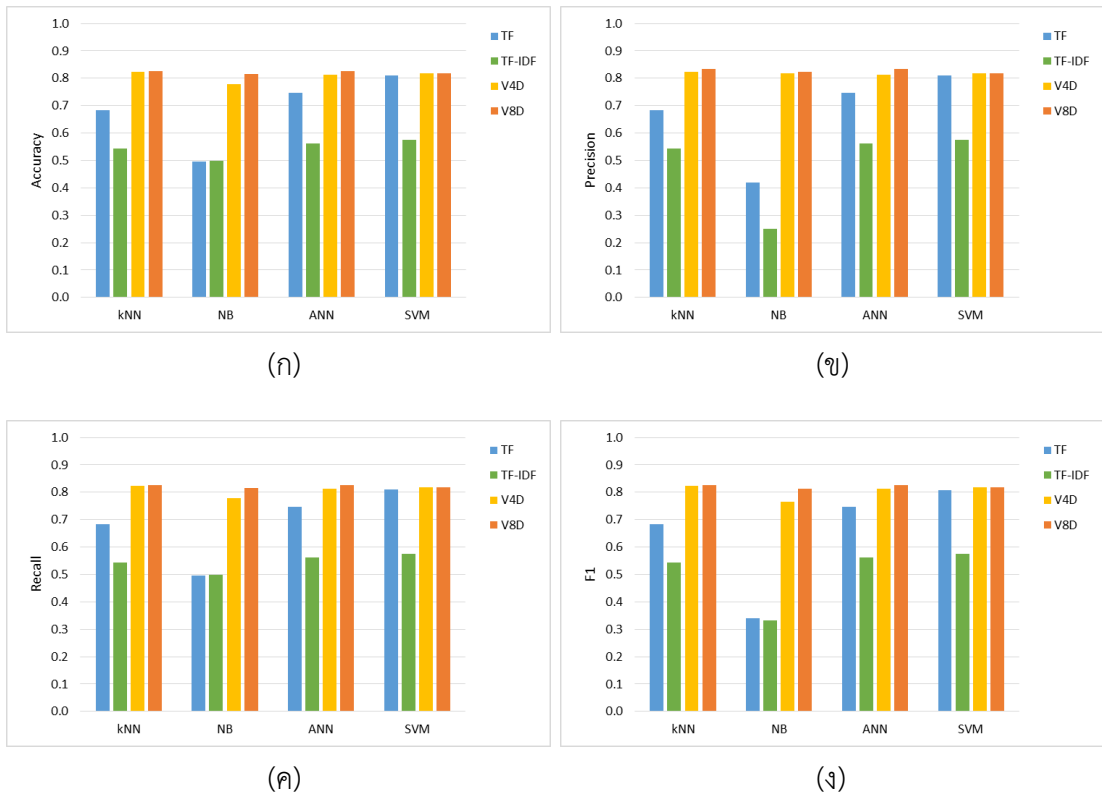 1.0
0.9
0.8
0.7
0.6
0.5
0.4
0.3
0.2
0.1
0.0
Accuracy
kNN NB ANN SVM
TF
TF-IDF
V4D
V8D
(ก)
1.0
0.9
0.8
0.7
0.6
0.5
0.4
0.3
0.2
0.1
0.0
Precision
kNN NB ANN SVM
TF
TF-IDF
V4D
V8D
(ข)
1.0
0.9
0.8
0.7
0.6
0.5
0.4
0.3
0.2
0.1
0.0
Recall
kNN NB ANN SVM
TF
TF-IDF
V4D
V8D
(ค)
1.0
0.9
0.8
0.7
0.6
0.5
0.4
0.3
0.2
0.1
0.0
F1
kNN NB ANN SVM
TF
TF-IDF
V4D
V8D
(ง)